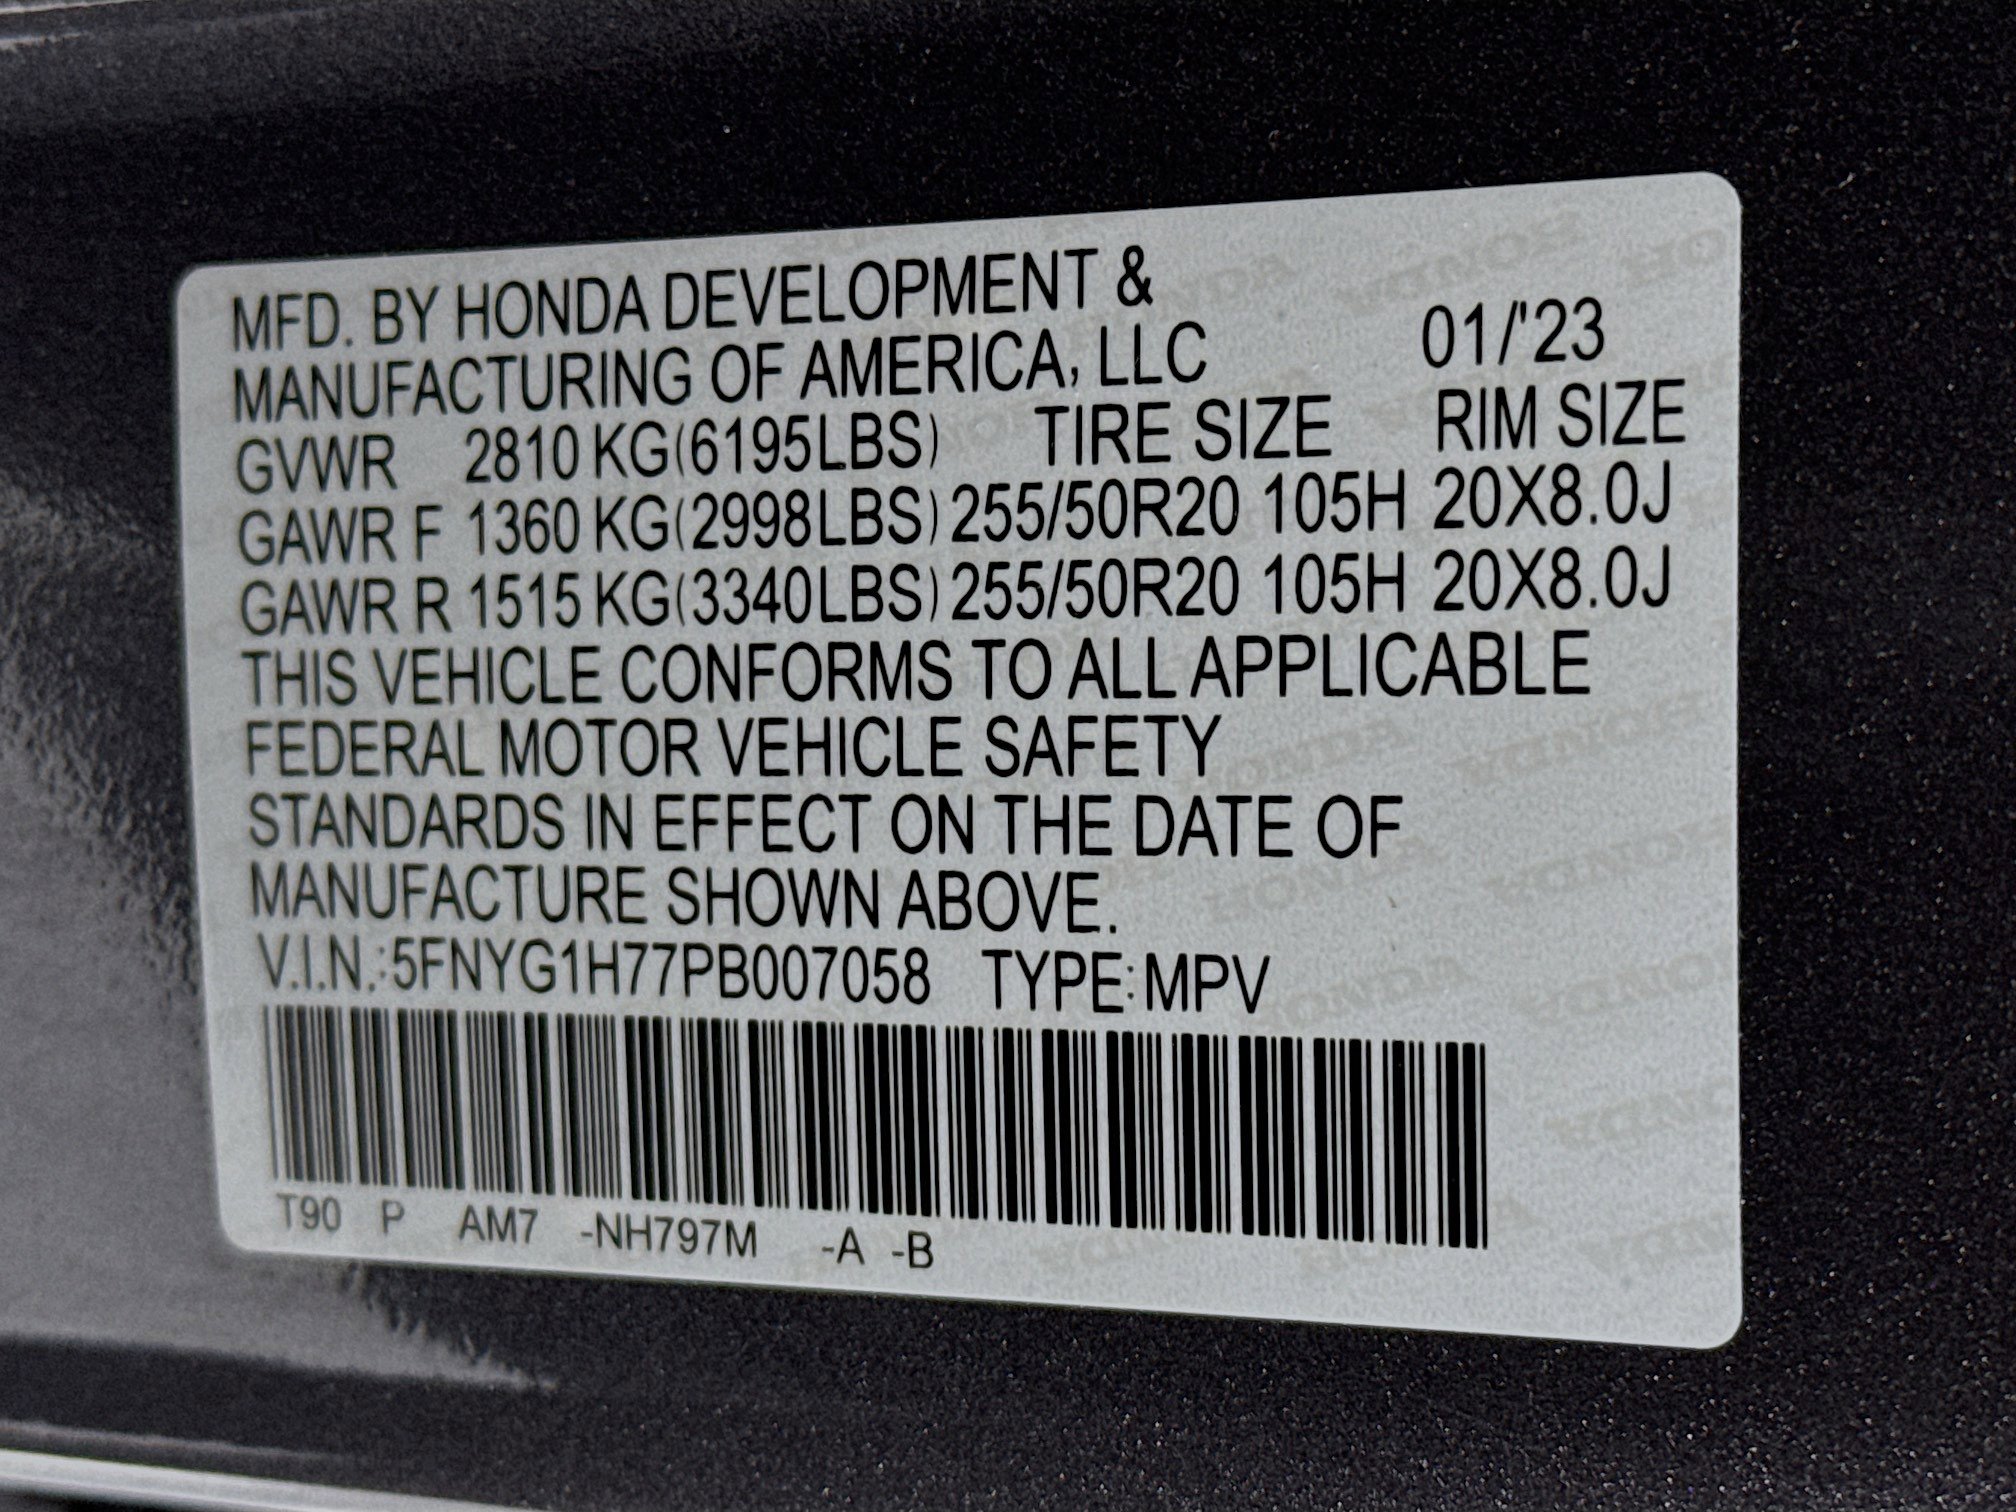 MFD. BY HONDA DEVELOPMENT &
MANUFACTURING OF AMERICA, LLC 01/'23
GVWR 2810 KG(6195LBS) TIRE SIZE RIM SIZE
GAWR F 1360 KG(2998LBS) 255/50R20 105H 20X8.0J
GAWR R 1515 KG(3340LBS) 255/50R20 105H 20X8.0J
THIS VEHICLE CONFORMS TO ALL APPLICABLE
FEDERAL MOTOR VEHICLE SAFETY
STANDARDS IN EFFECT ON THE DATE OF
MANUFACTURE SHOWN ABOVE.
V.I.N.:5FNYG1H77PB007058 TYPE:MPV
T90 P AM7 -NH797M -A -B